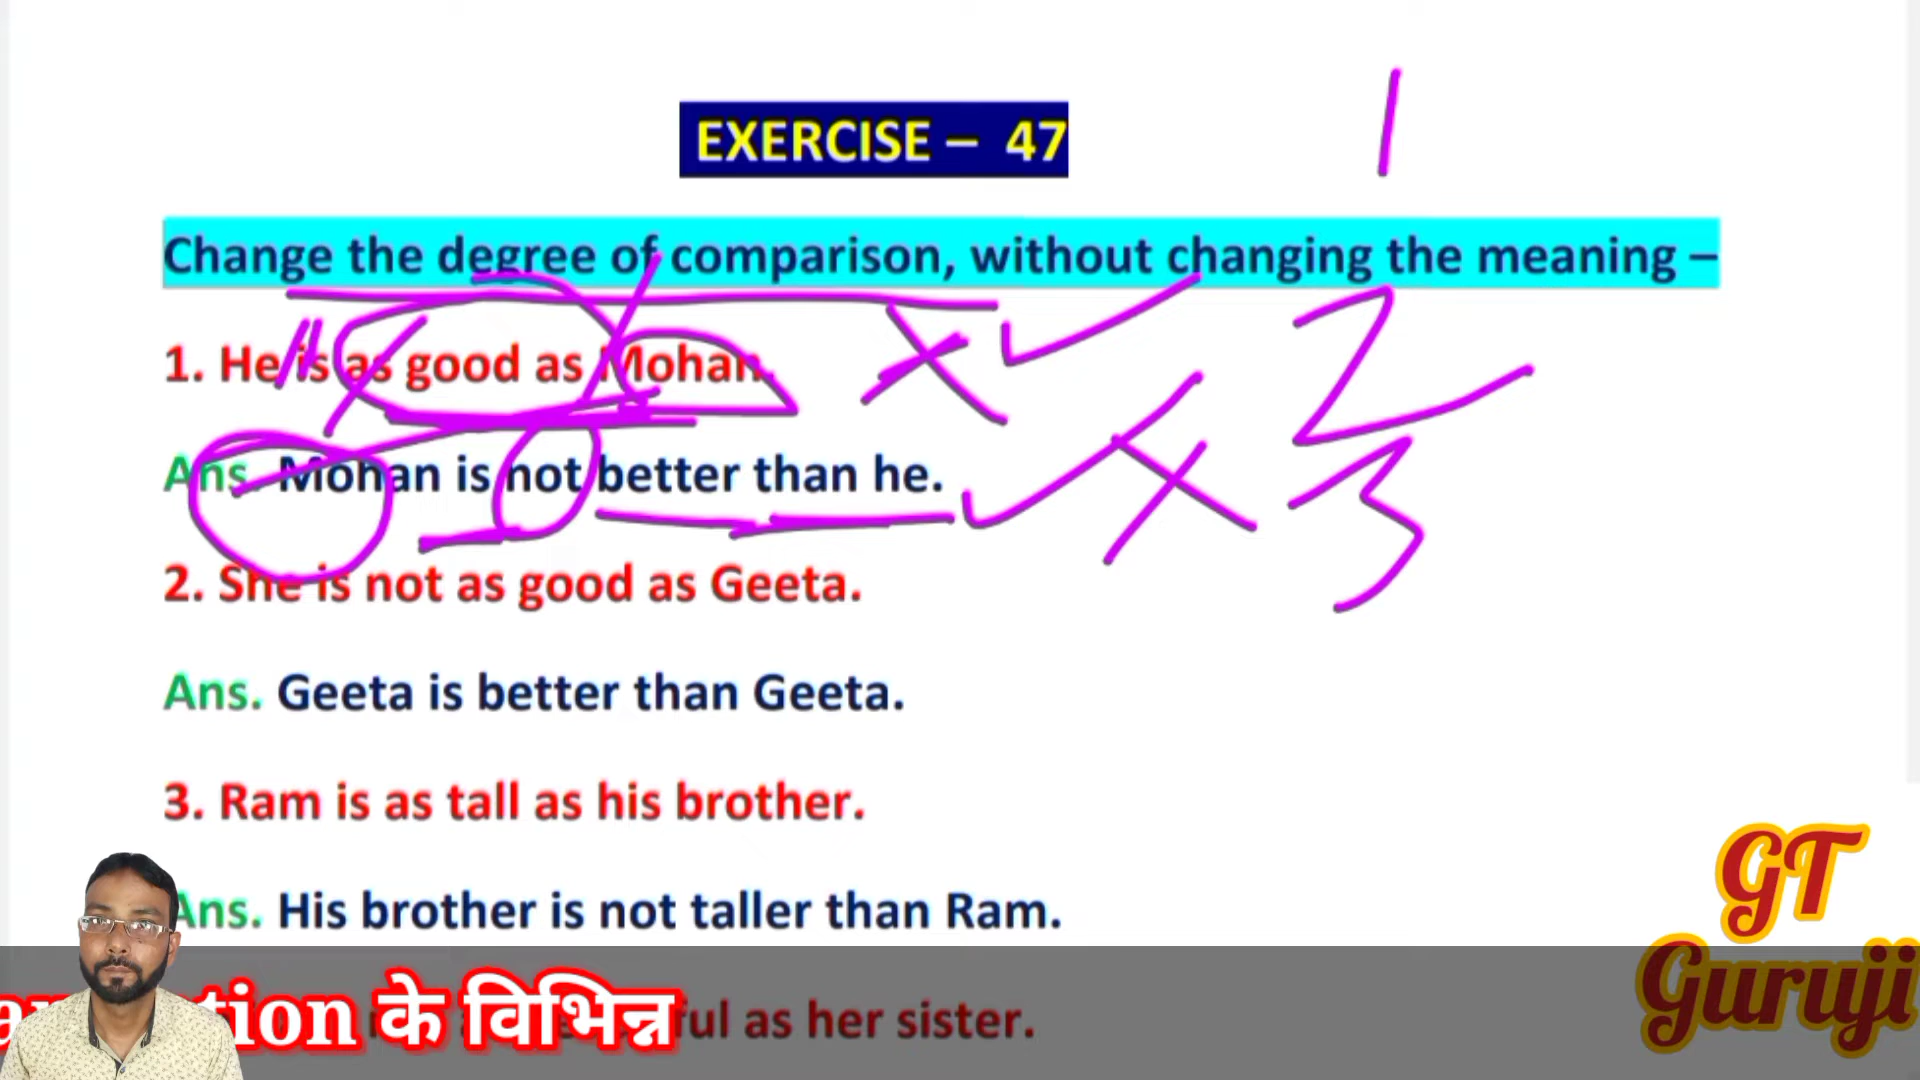 EXERCISE – 47
1
Change the degree of comparison, without changing the meaning –
1. He is as good as Mohan.
2
Ans. Mohan is not better than he.
3
2. She is not as good as Geeta.
Ans. Geeta is better than Geeta.
3. Ram is as tall as his brother.
Ans. His brother is not taller than Ram.
GT
Guruji
tion के विभिन्न
ful as her sister.